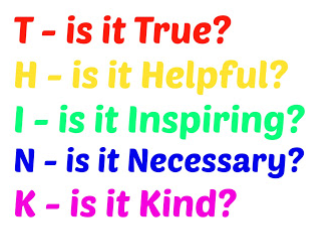 T - is it True?
H - is it Helpful?
I - is it Inspiring?
N - is it Necessary?
K - is it Kind?